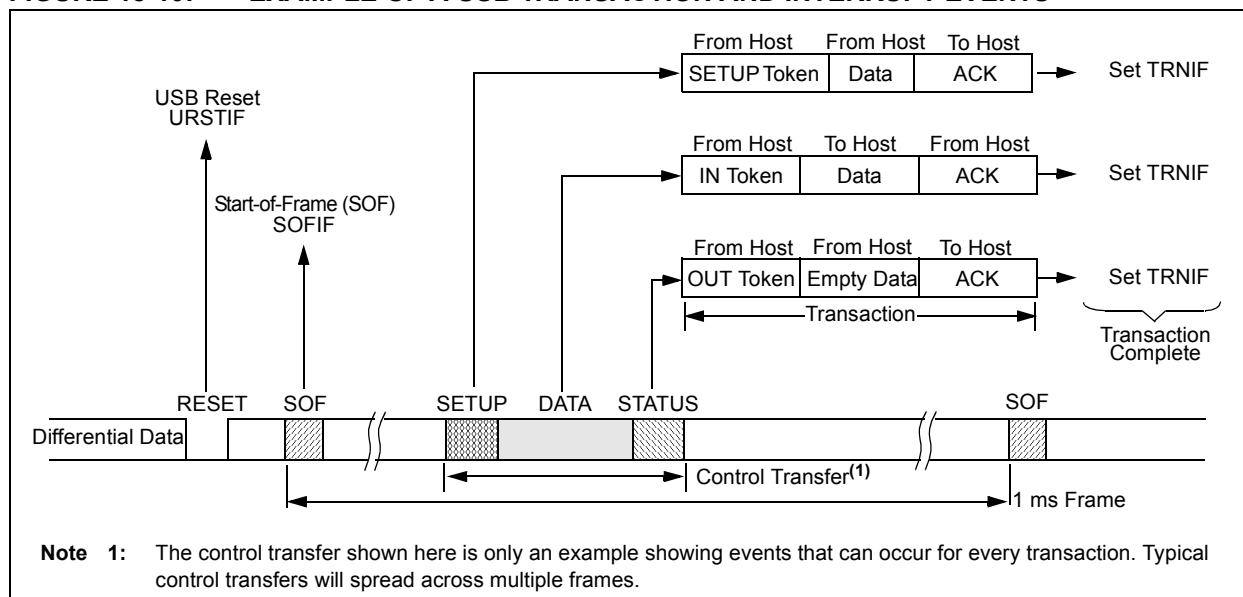 From Host From Host To Host
SETUP Token Data ACK Set TRNIF
USB Reset
URSTIF
From Host To Host From Host
IN Token Data ACK Set TRNIF
Start-of-Frame (SOF)
SOFIF
From Host From Host To Host
OUT Token Empty Data ACK Set TRNIF
Transaction
Transaction
Complete
RESET SOF SETUP DATA STATUS SOF
Differential Data
Control Transfer(1)
1 ms Frame
Note 1: The control transfer shown here is only an example showing events that can occur for every transaction. Typical
control transfers will spread across multiple frames.